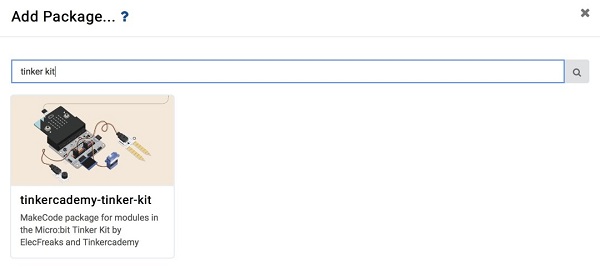 Add Package... ?
tinker kit
tinkercademy-tinker-kit
MakeCode package for modules in
the Micro:bit Tinker Kit by
ElecFreaks and Tinkercademy